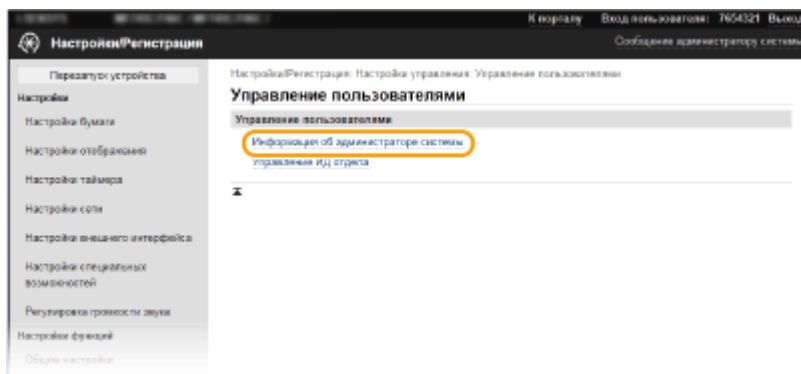 К порталу Вход пользователя: 7654321 Выход
Настройки/Регистрация
Сообщение администратору системы
Перезапуск устройства
Настройки
Настройки бумаги
Настройки отображения
Настройки таймера
Настройки сети
Настройки внешнего интерфейса
Настройки специальных
возможностей
Регулировка громкости звука
Настройки функций
Общие настройки
Настройки/Регистрация: Настройки управления: Управление пользователями
Управление пользователями
Управление пользователями
Информация об администраторе системы
Управление ИД отдела